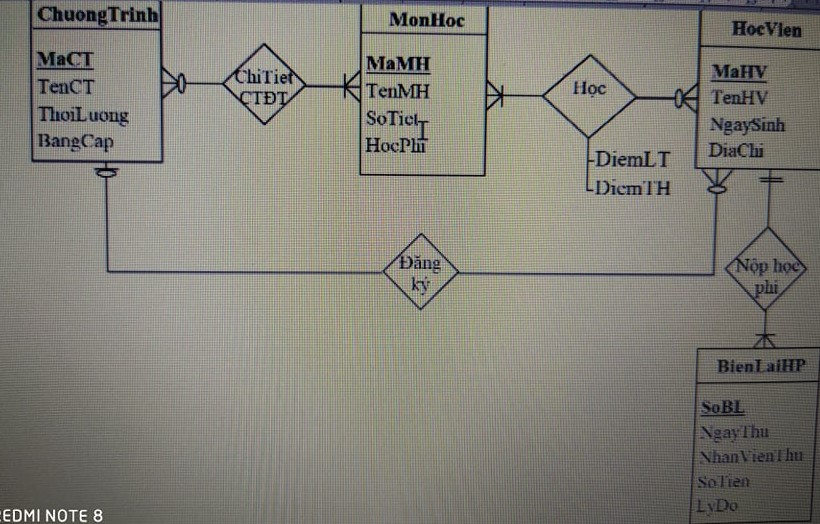 ChuongTrinh
MaCT
TenCT
ThoiLuong
BangCap
ChiTiet
CTĐT
MonHoc
MaMH
TenMH
SoTiet
HocPhi
Học
DiemLT
DiemTH
HocVien
MaHV
TenHV
NgaySinh
DiaChi
Đăng
ký
Nộp học
phi
BienLaiHP
SoBL
NgayThu
NhanVienThu
SoTien
LyDo
REDMI NOTE 8